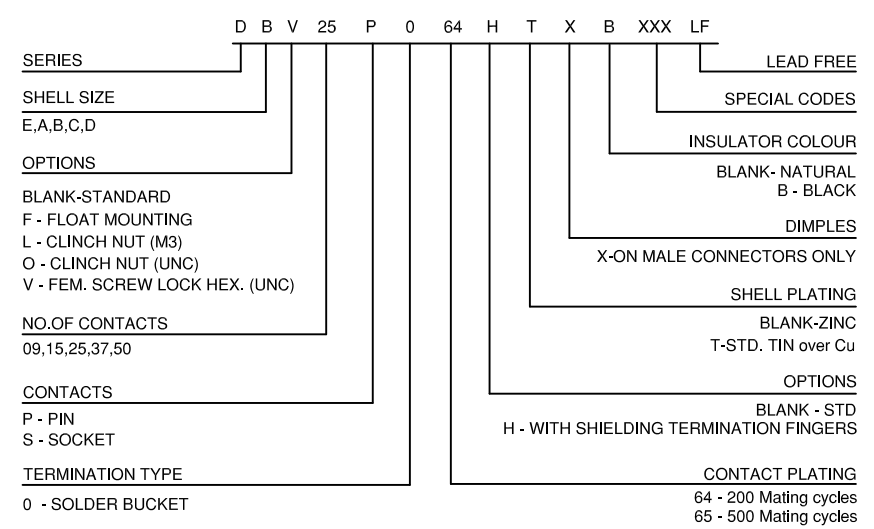 D B V 25 P 0 64 H T X B XXX LF
SERIES
SHELL SIZE
E,A,B,C,D
OPTIONS
BLANK-STANDARD
F - FLOAT MOUNTING
L - CLINCH NUT (M3)
O - CLINCH NUT (UNC)
V - FEM. SCREW LOCK HEX. (UNC)
NO.OF CONTACTS
09,15,25,37,50
CONTACTS
P - PIN
S - SOCKET
TERMINATION TYPE
0 - SOLDER BUCKET
LEAD FREE
SPECIAL CODES
INSULATOR COLOUR
BLANK- NATURAL
B - BLACK
DIMPLES
X-ON MALE CONNECTORS ONLY
SHELL PLATING
BLANK-ZINC
T-STD. TIN over Cu
OPTIONS
BLANK - STD
H - WITH SHIELDING TERMINATION FINGERS
CONTACT PLATING
64 - 200 Mating cycles
65 - 500 Mating cycles